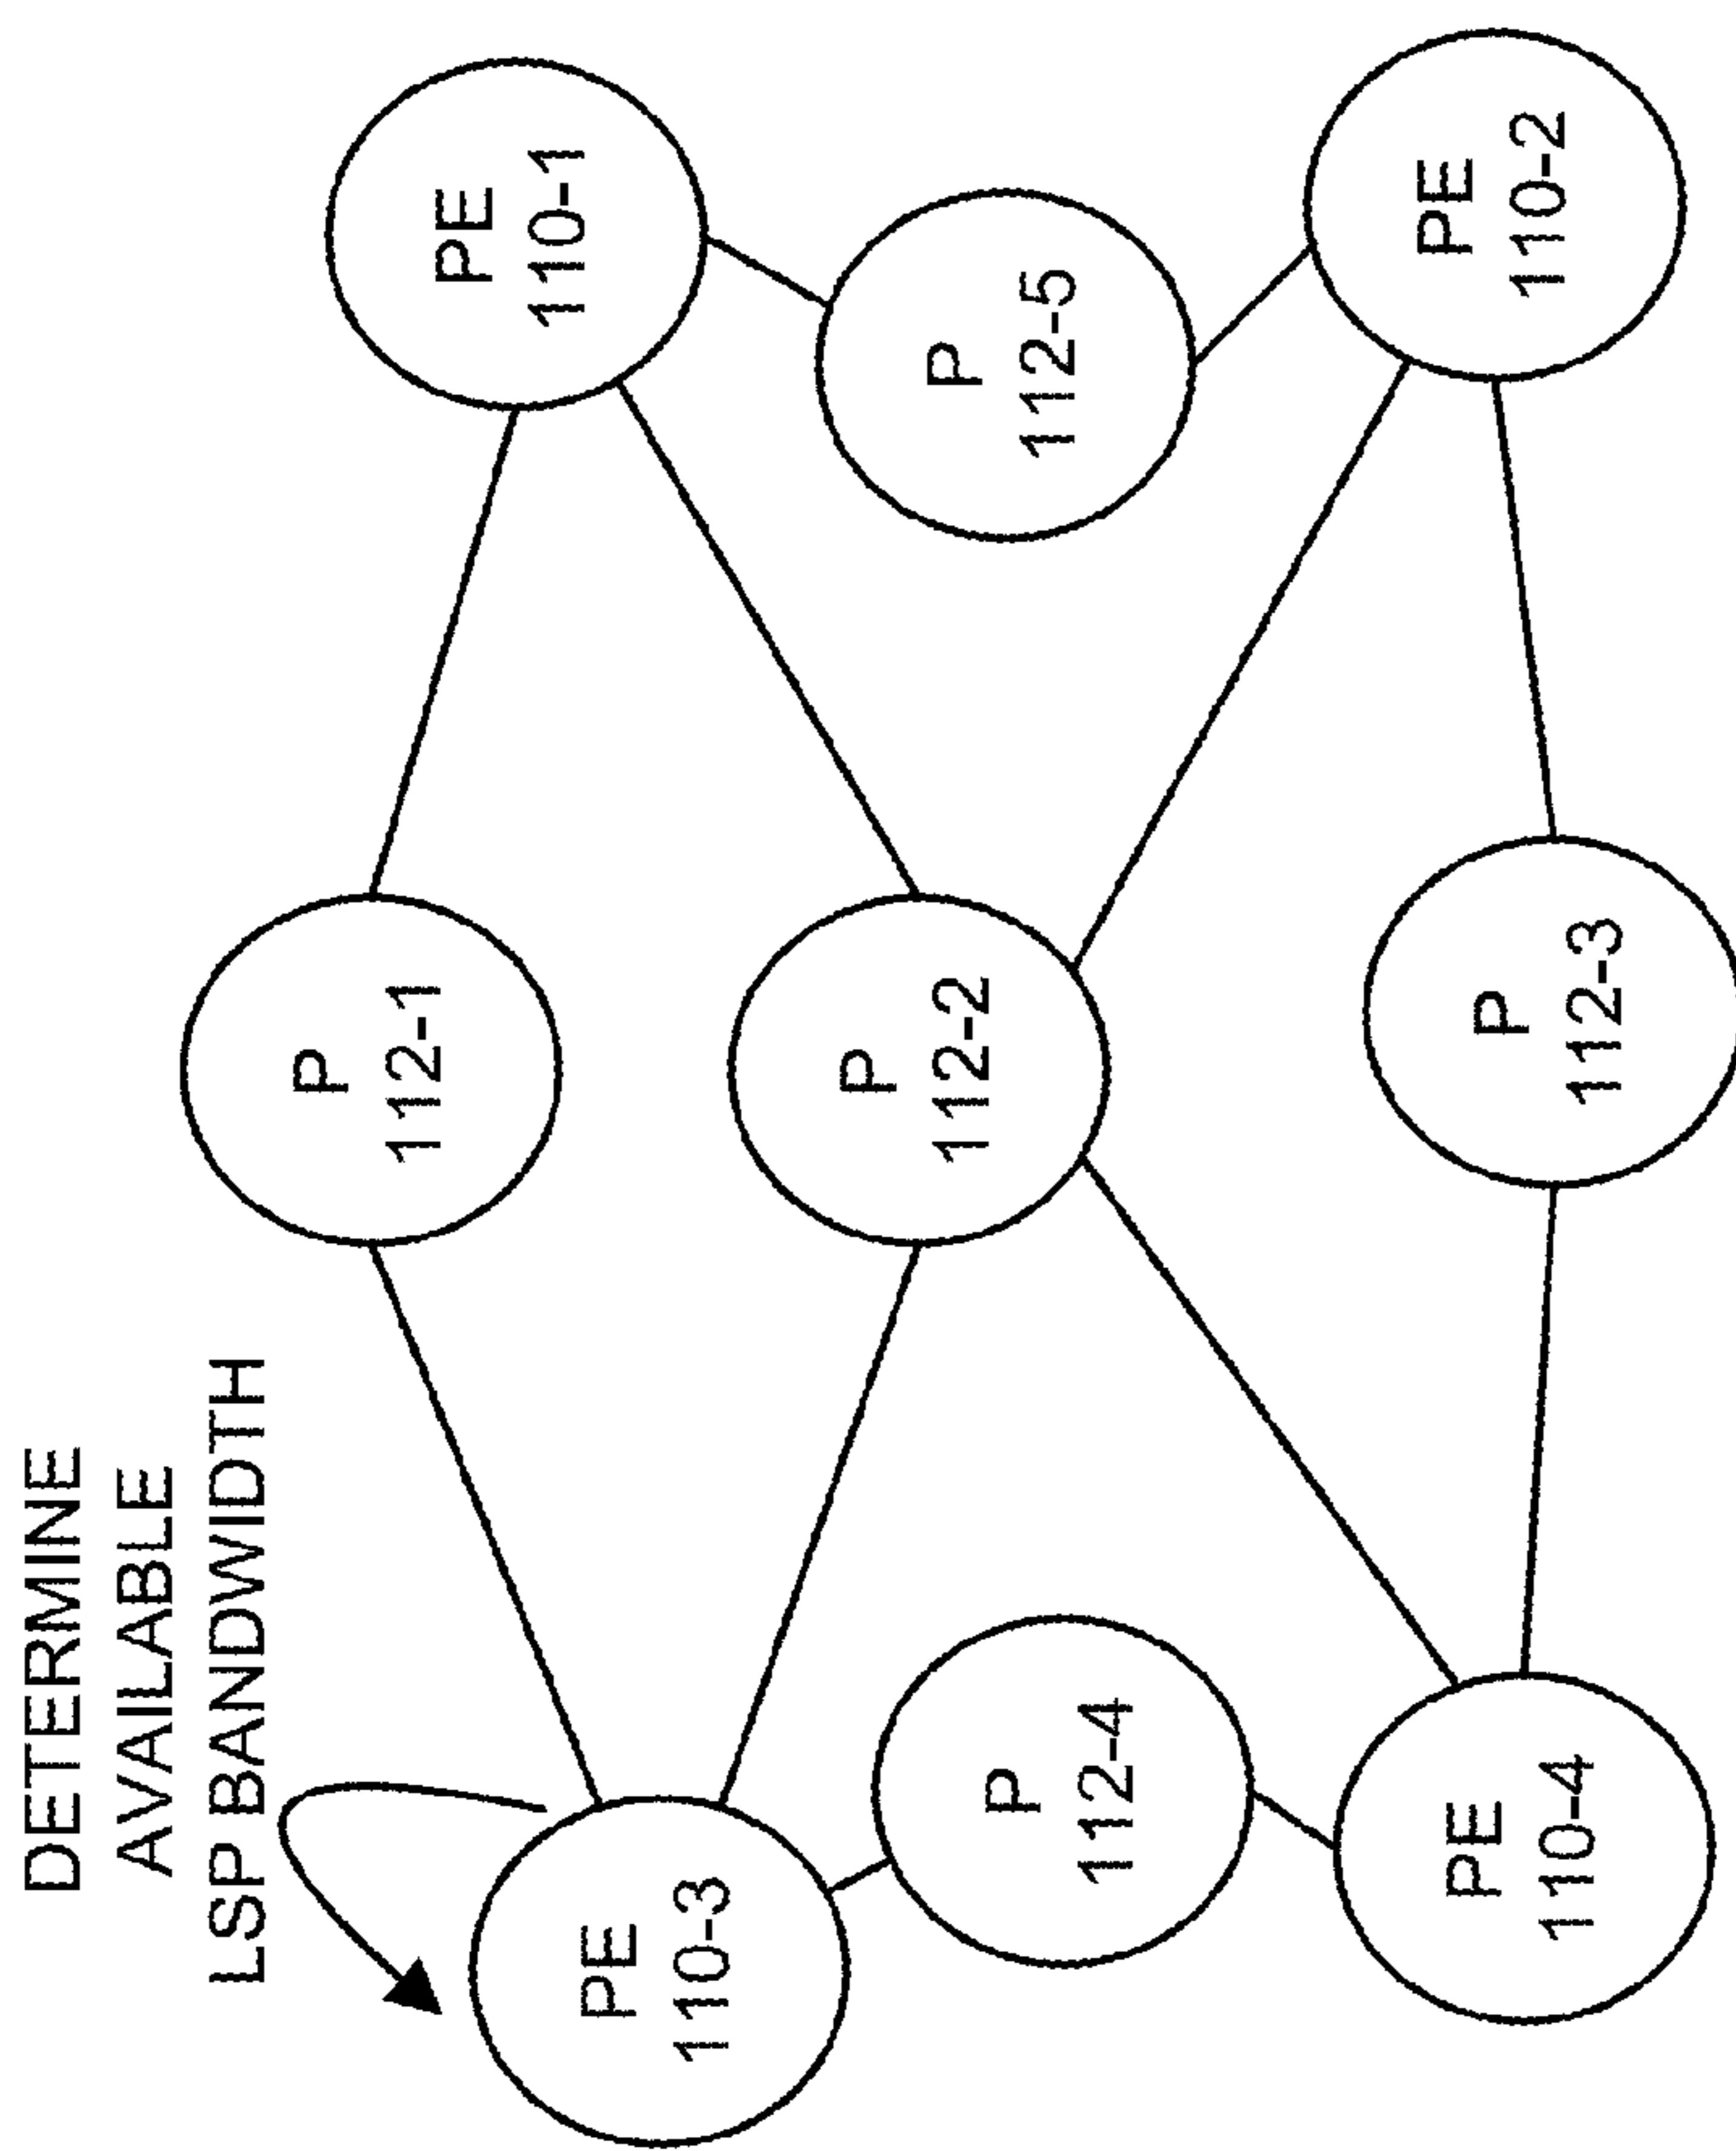 DETERMINE
AVAILABLE
LSP BANDWIDTH
PE
110-3
P
112-1
PE
110-1
P
112-2
P
112-4
P
112-5
PE
110-4
P
112-3
PE
110-2